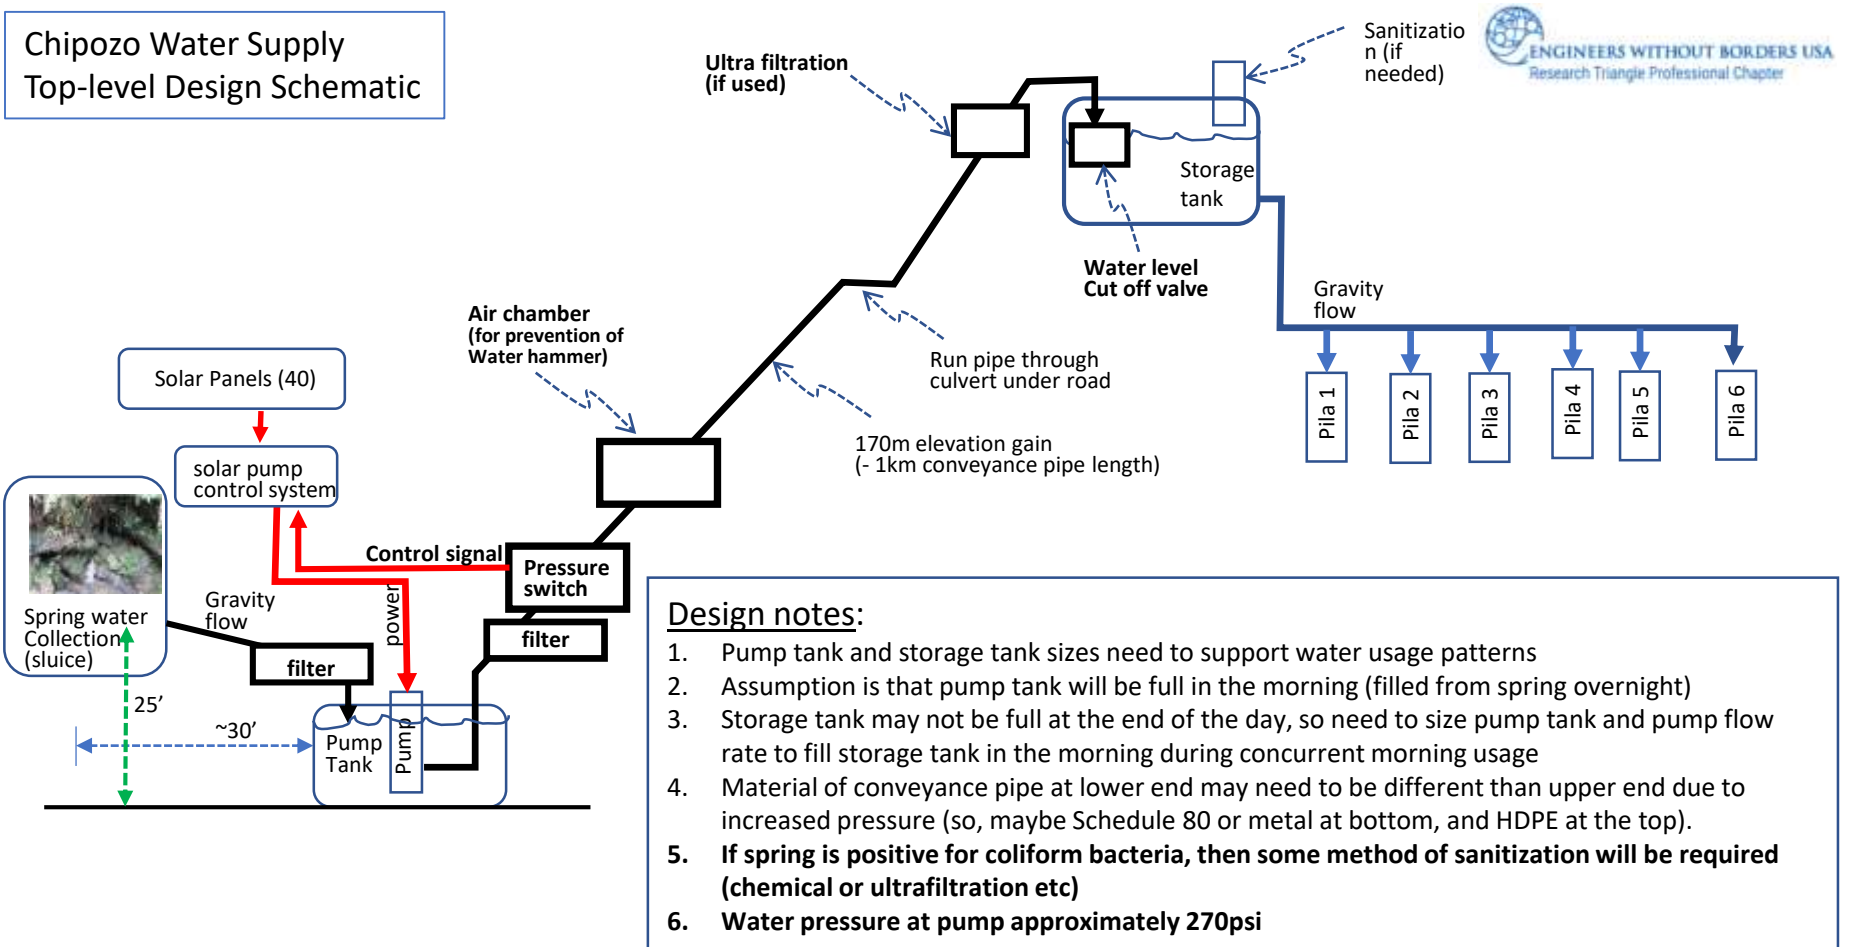 Chipozo Water Supply
Top-level Design Schematic
Ultra filtration
(if used)
Sanitizatio
n (if
needed)
ENGINEERS WITHOUT BORDERS USA
Research Triangle Professional Chapter
Storage
tank
Water level
Cut off valve
Gravity
flow
Air chamber
(for prevention of
Water hammer)
Run pipe through
culvert under road
170m elevation gain
(- 1km conveyance pipe length)
Pila 1
Pila 2
Pila 3
Pila 4
Pila 5
Pila 6
Solar Panels (40)
solar pump
control system
Control signal
Pressure
switch
power
Spring water
Collection
(sluice)
Gravity
flow
filter
filter
25’
~30’
Pump
Tank
Pump
Design notes:
1. Pump tank and storage tank sizes need to support water usage patterns
2. Assumption is that pump tank will be full in the morning (filled from spring overnight)
3. Storage tank may not be full at the end of the day, so need to size pump tank and pump flow
rate to fill storage tank in the morning during concurrent morning usage
4. Material of conveyance pipe at lower end may need to be different than upper end due to
increased pressure (so, maybe Schedule 80 or metal at bottom, and HDPE at the top).
5. If spring is positive for coliform bacteria, then some method of sanitization will be required
(chemical or ultrafiltration etc)
6. Water pressure at pump approximately 270psi